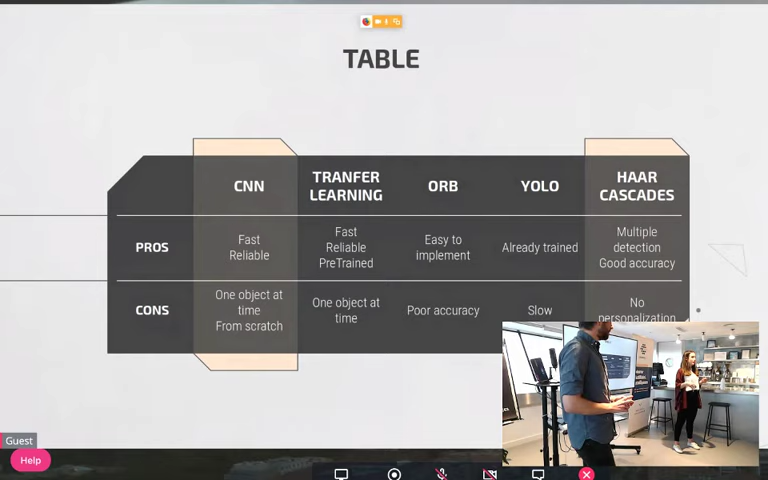 TABLE
CNN
TRANFER
LEARNING
ORB
YOLO
HAAR
CASCADES
PROS
Fast
Reliable
Fast
Reliable
PreTrained
Easy to
implement
Already trained
Multiple
detection
Good accuracy
CONS
One object at
time
From scratch
One object at
time
Poor accuracy
Slow
No
personalization
Guest
Help